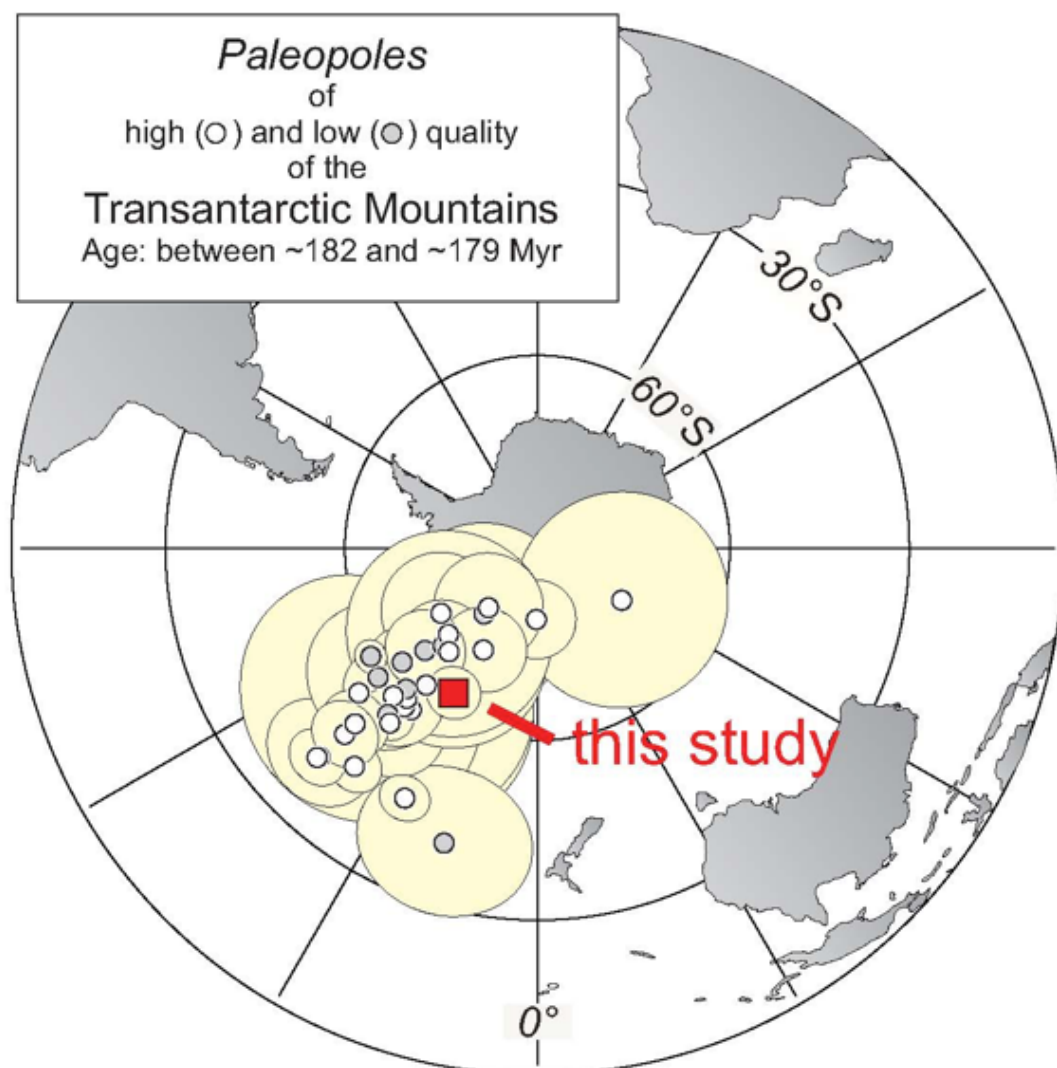 Paleopoles
of
high (○) and low (○) quality
of the
Transantarctic Mountains
Age: between ~182 and ~179 Myr
30°S
60°S
this study
0°